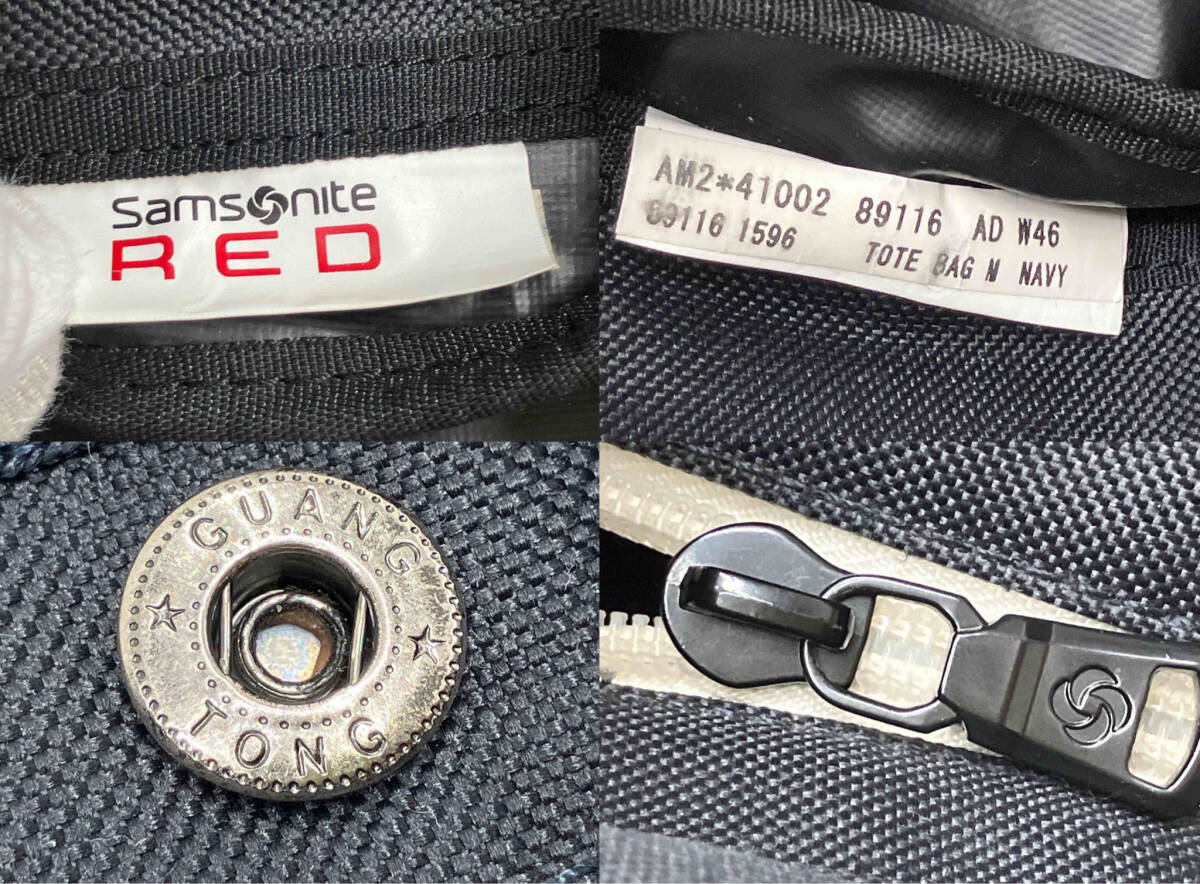 Samsonite
RED
AM2*41002 89116 AD W46
89116 1596 TOTE BAG N NAVY
GUANG
TONG